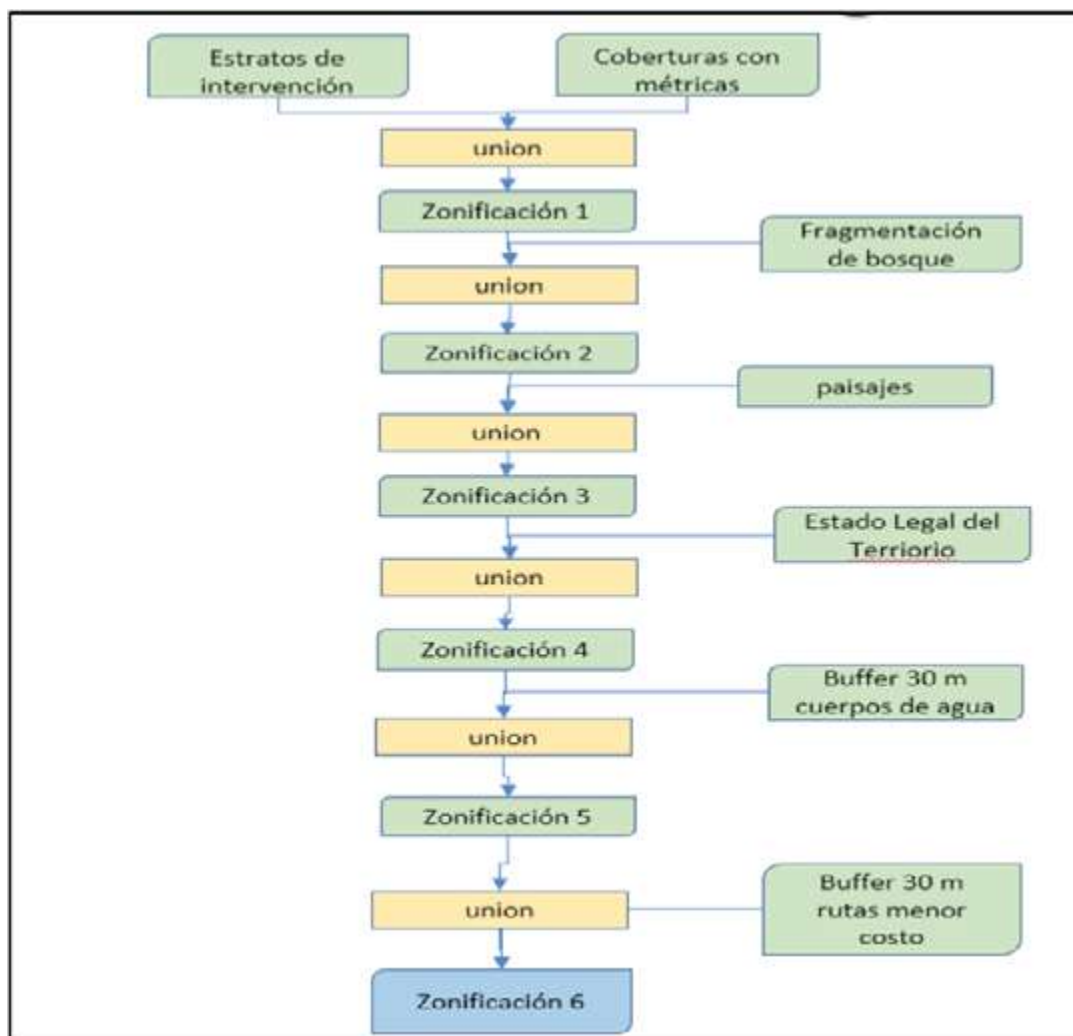 Estratos de
intervención
Coberturas con
métricas
union
Zonificación 1
Fragmentación
de bosque
union
Zonificación 2
paisajes
union
Zonificación 3
Estado Legal del
Terriorio
union
Zonificación 4
Buffer 30 m
cuerpos de agua
union
Zonificación 5
Buffer 30 m
rutas menor
costo
union
Zonificación 6